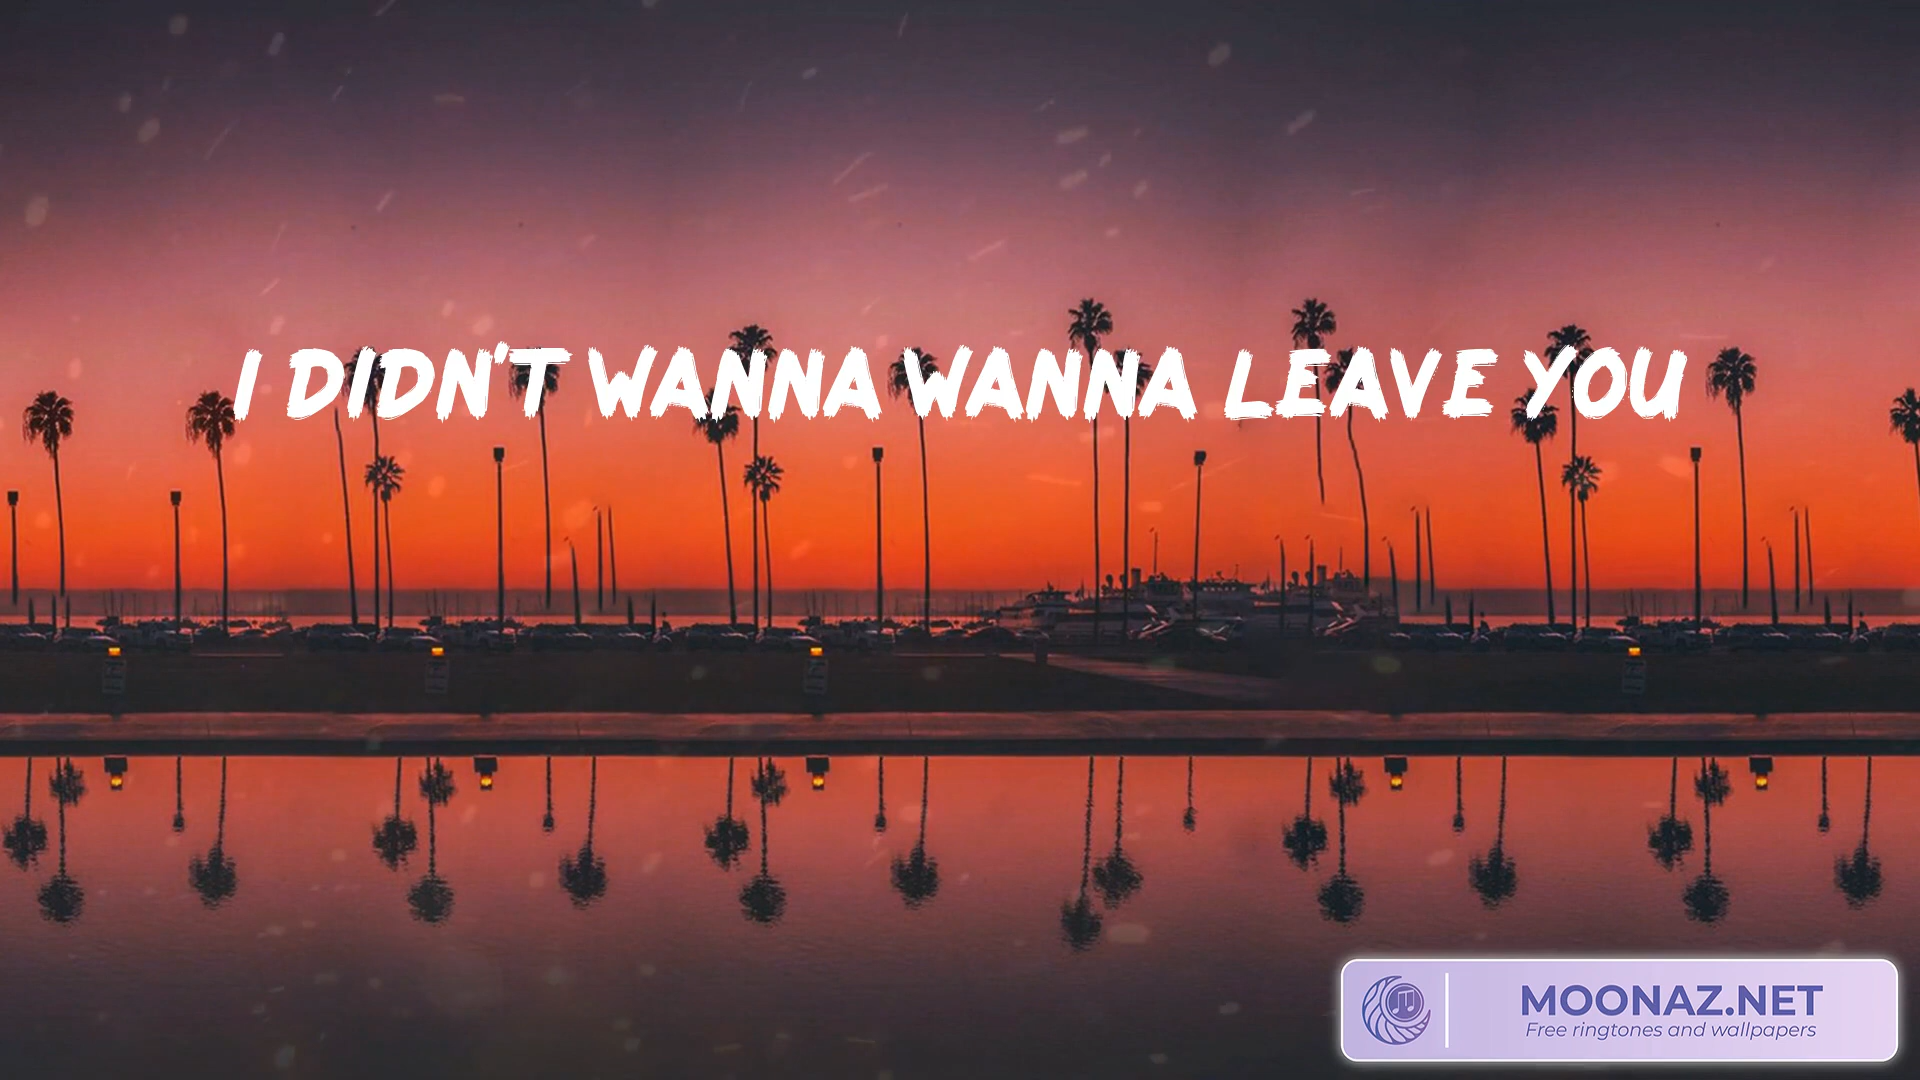 I DIDN'T WANNA WANNA LEAVE YOU
MOONAZ.NET
Free ringtones and wallpapers